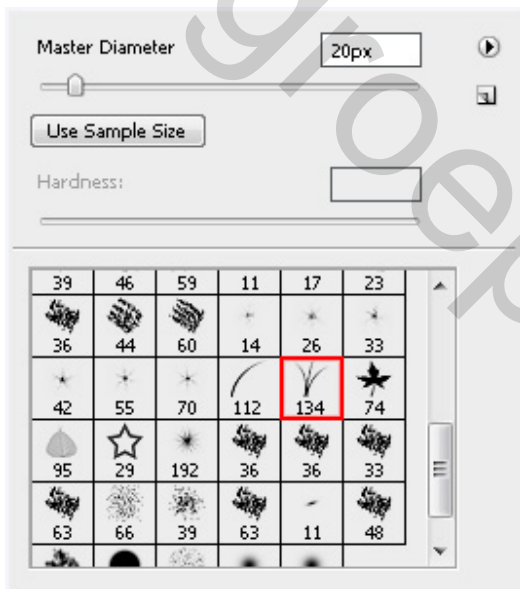 Master Diameter 20px
Use Sample Size
Hardness:
39 46 59 11 17 23
36 44 60 14 26 33
42 55 70 112 134 74
95 29 192 36 36 33
63 66 39 63 11 48
groep